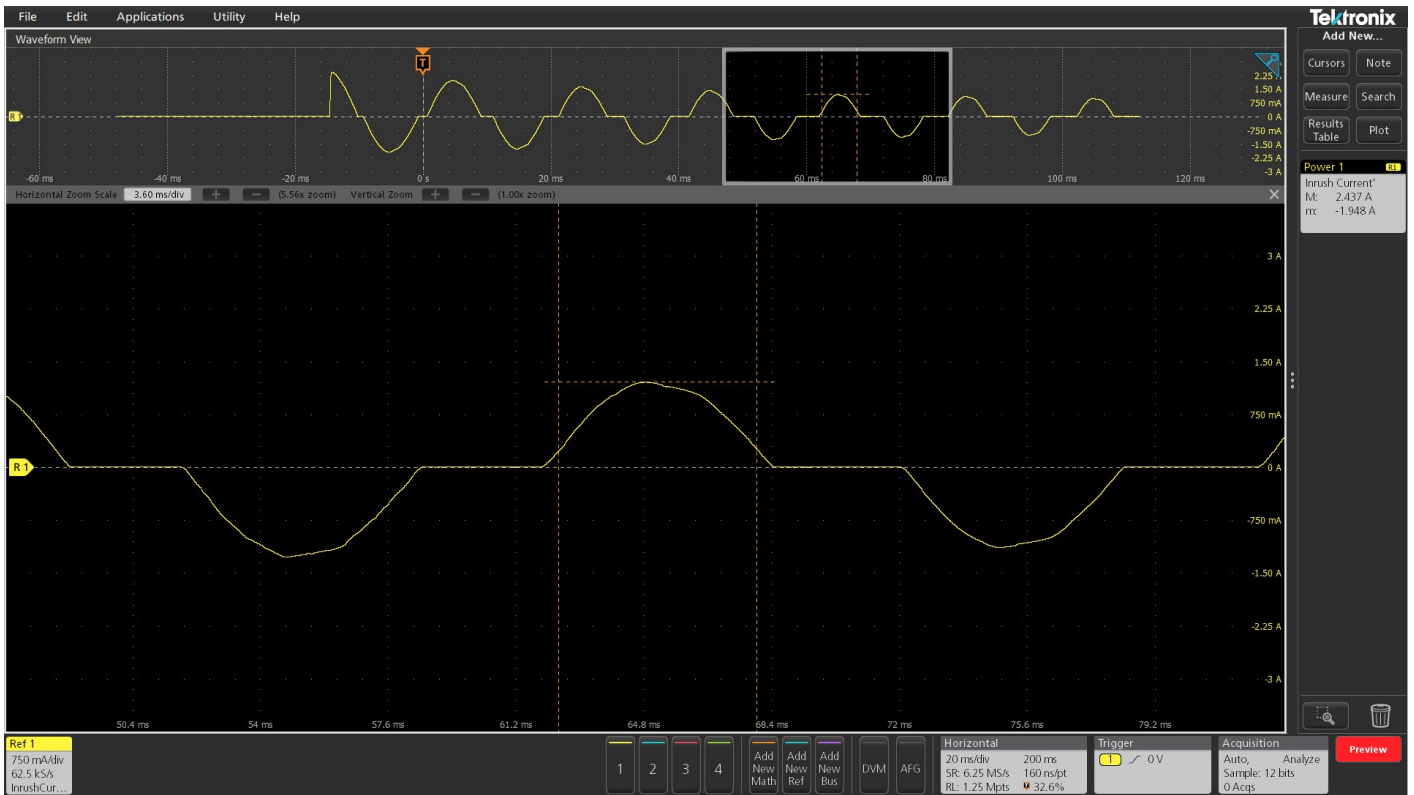 File Edit Applications Utility Help
Tektronix
Waveform View
Add New...
Cursors Note
Measure Search
Results Table Plot
T
R 1
2.25 A
1.50 A
750 mA
0 A
-750 mA
-1.50 A
-2.25 A
-3 A
-60 ms -40 ms -20 ms 0 s 20 ms 40 ms 60 ms 80 ms 100 ms 120 ms
Power 1 R1
Inrush Current'
M: 2.437 A
m: -1.948 A
Horizontal Zoom Scale 3.60 ms/div + - (5.56x zoom) Vertical Zoom + - (1.00x zoom)
3 A
2.25 A
1.50 A
750 mA
R 1
0 A
-750 mA
-1.50 A
-2.25 A
-3 A
50.4 ms 54 ms 57.6 ms 61.2 ms 64.8 ms 68.4 ms 72 ms 75.6 ms 79.2 ms
Ref 1
750 mA/div
62.5 kS/s
InrushCur...
1 2 3 4
Add New Math
Add New Ref
Add New Bus
DVM AFG
Horizontal
20 ms/div 200 ms
SR: 6.25 MS/s 160 ns/pt
RL: 1.25 Mpts 32.6%
Trigger
1 0 V
Acquisition
Auto, Analyze
Sample: 12 bits
0 Acqs
Preview